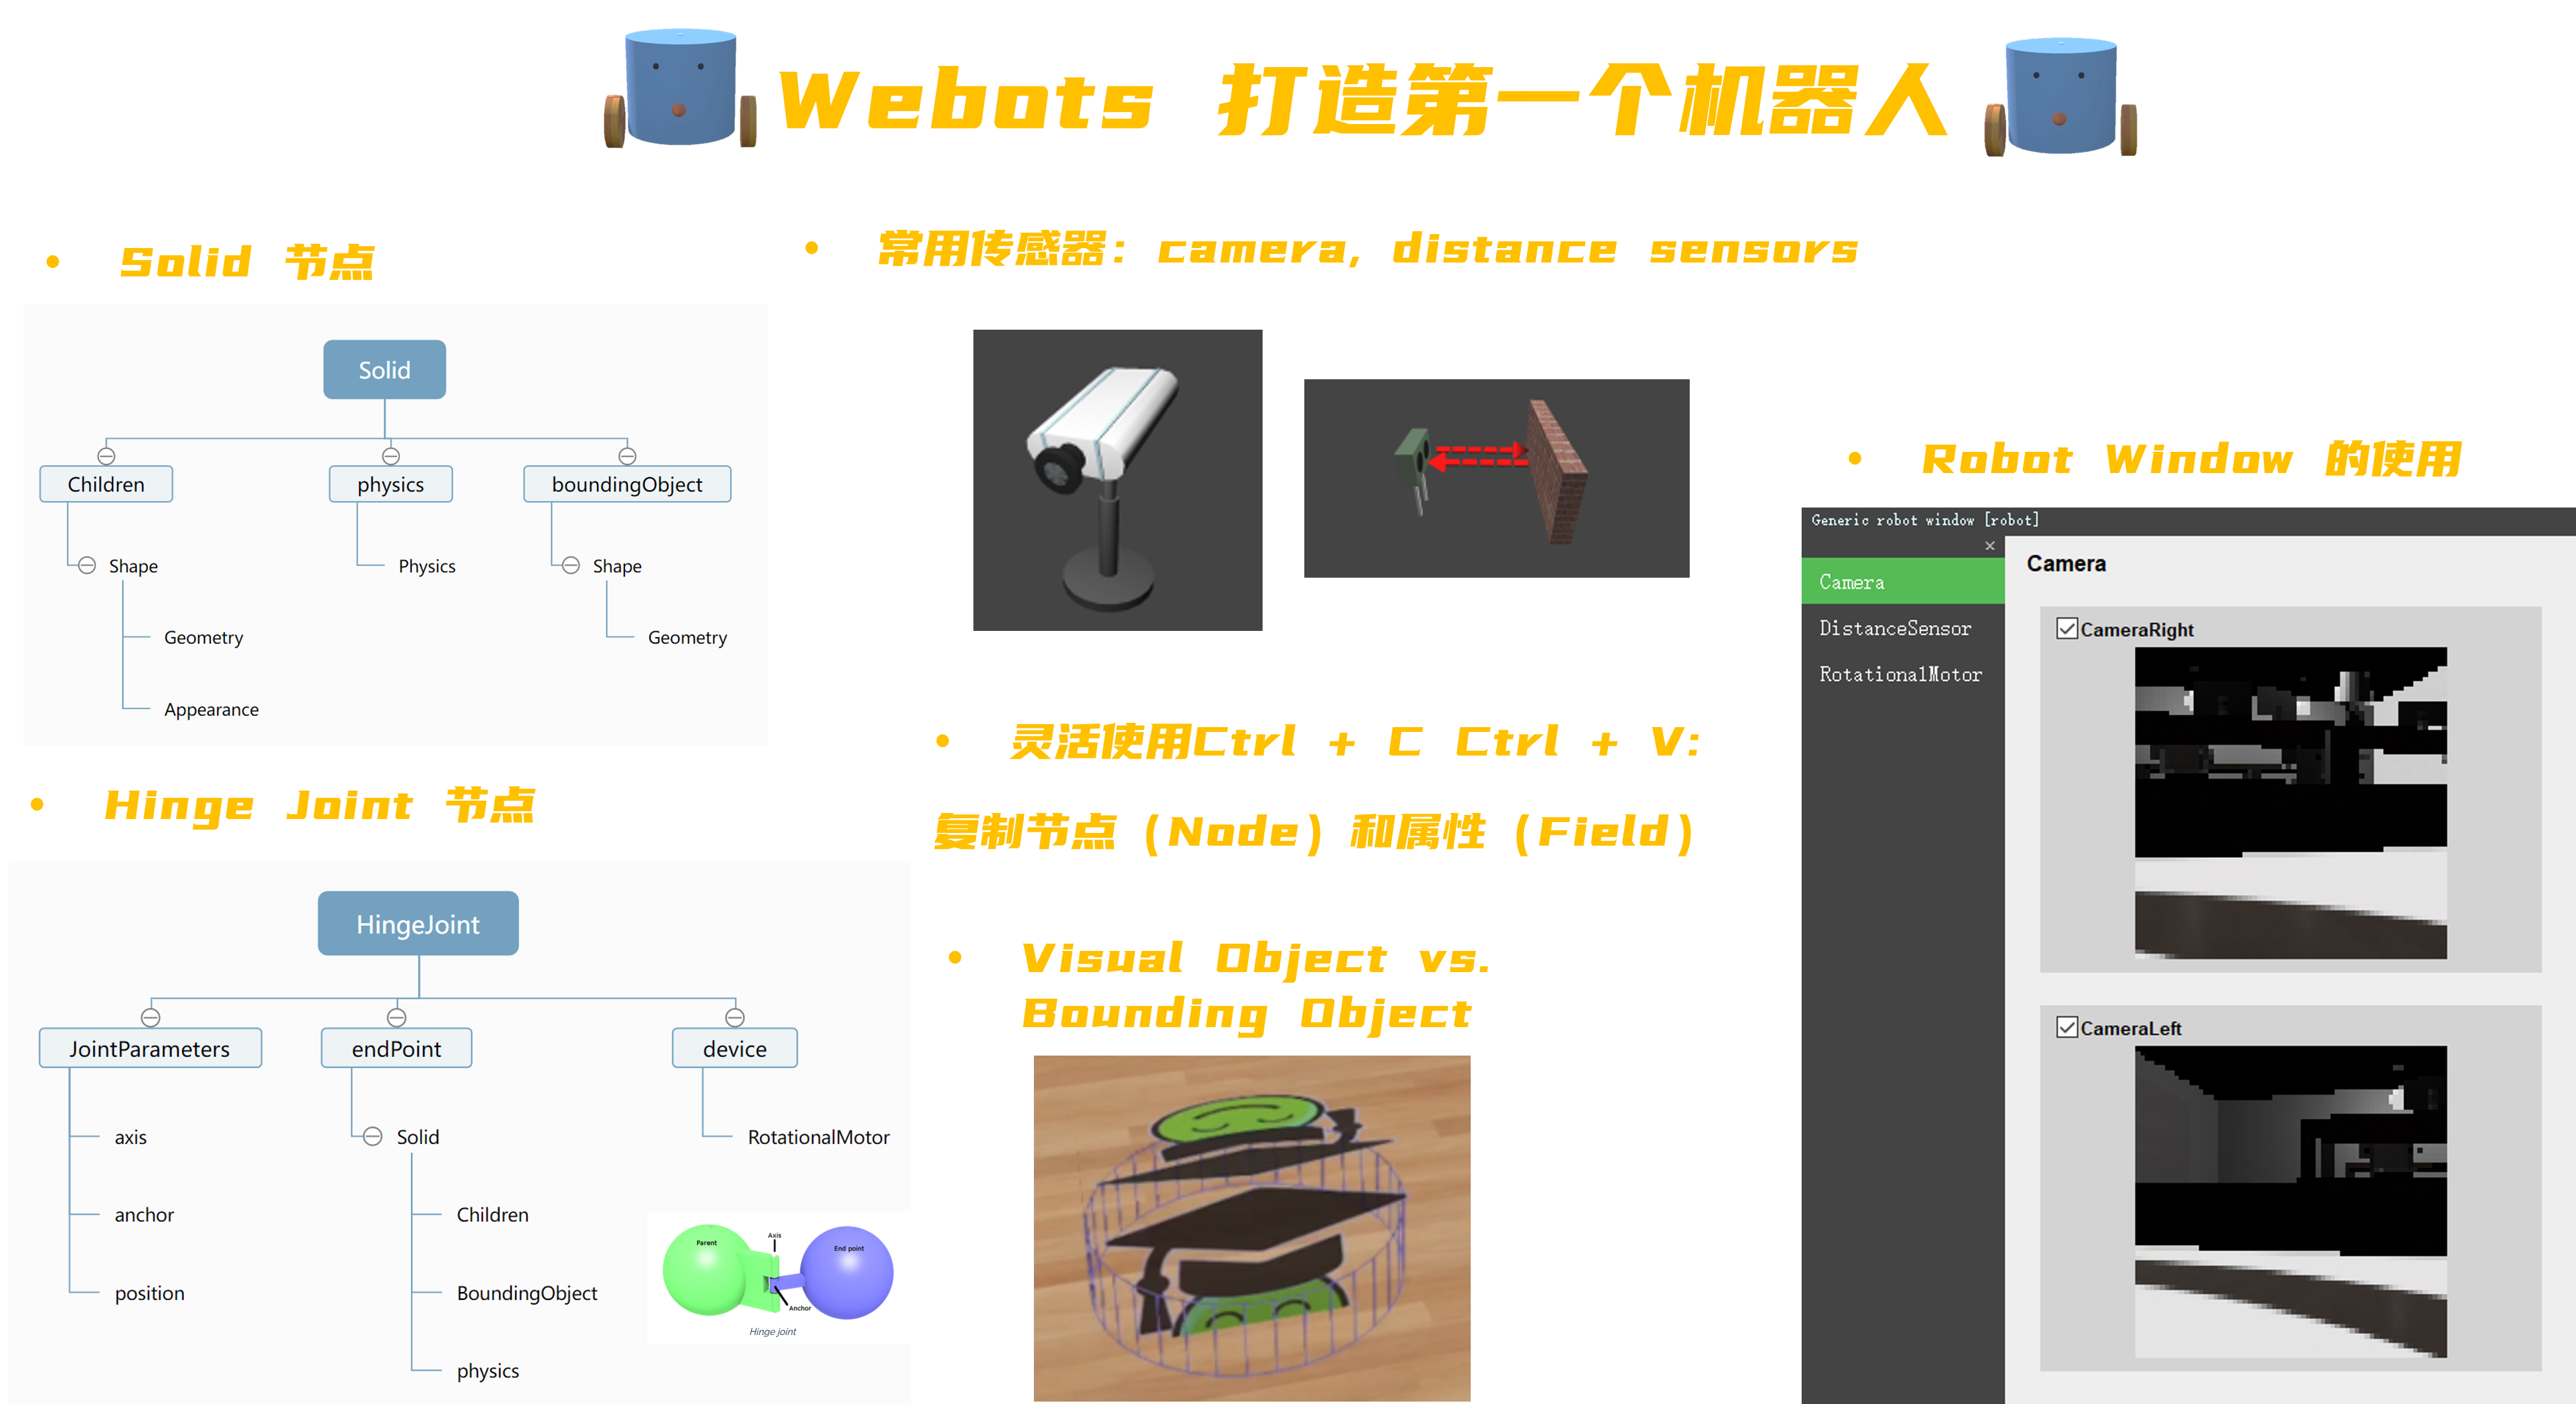 Webots 打造第一个机器人
• Solid 节点
Solid
Children
physics
boundingObject
Shape
Physics
Shape
Geometry
Geometry
Appearance
• Hinge Joint 节点
HingeJoint
JointParameters
endPoint
device
axis
Solid
RotationalMotor
anchor
Children
position
BoundingObject
physics
Parent
Axis
End point
Anchor
Hinge joint
• 常用传感器: camera, distance sensors
• 灵活使用Ctrl + C Ctrl + V:
复制节点 (Node) 和属性 (Field)
• Visual Object vs.
Bounding Object
• Robot Window 的使用
Generic robot window [robot]
×
Camera
DistanceSensor
RotationalMotor
Camera
CameraRight
CameraLeft